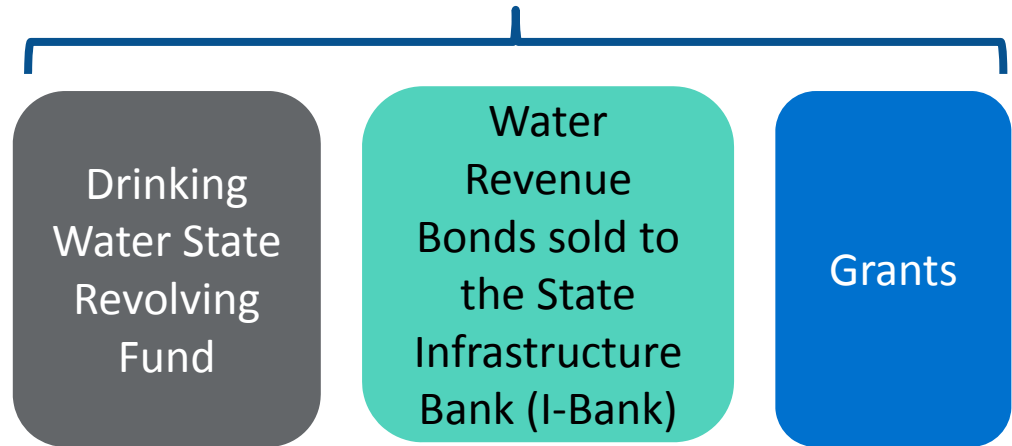 Drinking
Water State
Revolving
Fund
Water
Revenue
Bonds sold to
the State
Infrastructure
Bank (I-Bank)
Grants